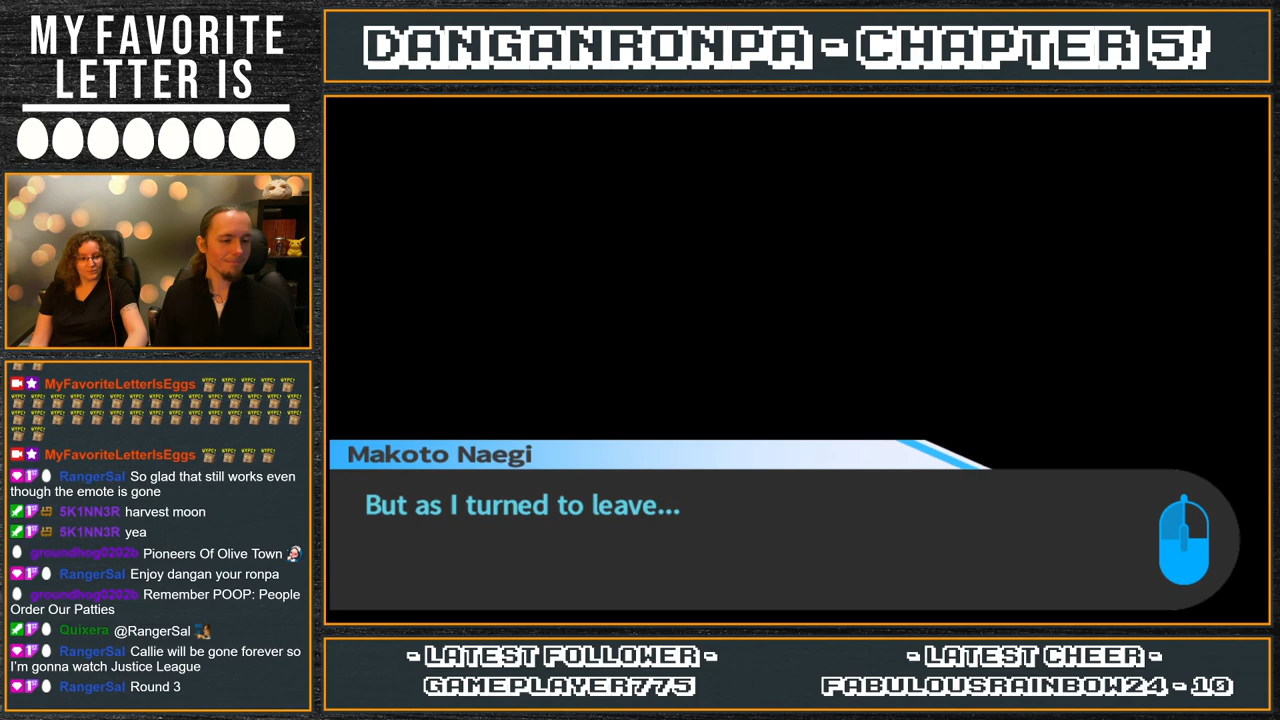 MY FAVORITE
LETTER IS
DANGANRONPA - CHAPTER 5!
MyFavoriteLetterIsEggs
MyFavoriteLetterIsEggs
RangerSal So glad that still works even
though the emote is gone
5K1NN3R harvest moon
5K1NN3R yea
groundhog0202b Pioneers Of Olive Town
RangerSal Enjoy dangan your ronpa
groundhog0202b Remember POOP: People
Order Our Patties
Quixera @RangerSal
RangerSal Callie will be gone forever so
I'm gonna watch Justice League
RangerSal Round 3
Makoto Naegi
But as I turned to leave...
- LATEST FOLLOWER -
GAMEPLAYER775
- LATEST CHEER -
FABULOUSRAINBOW24 - 10